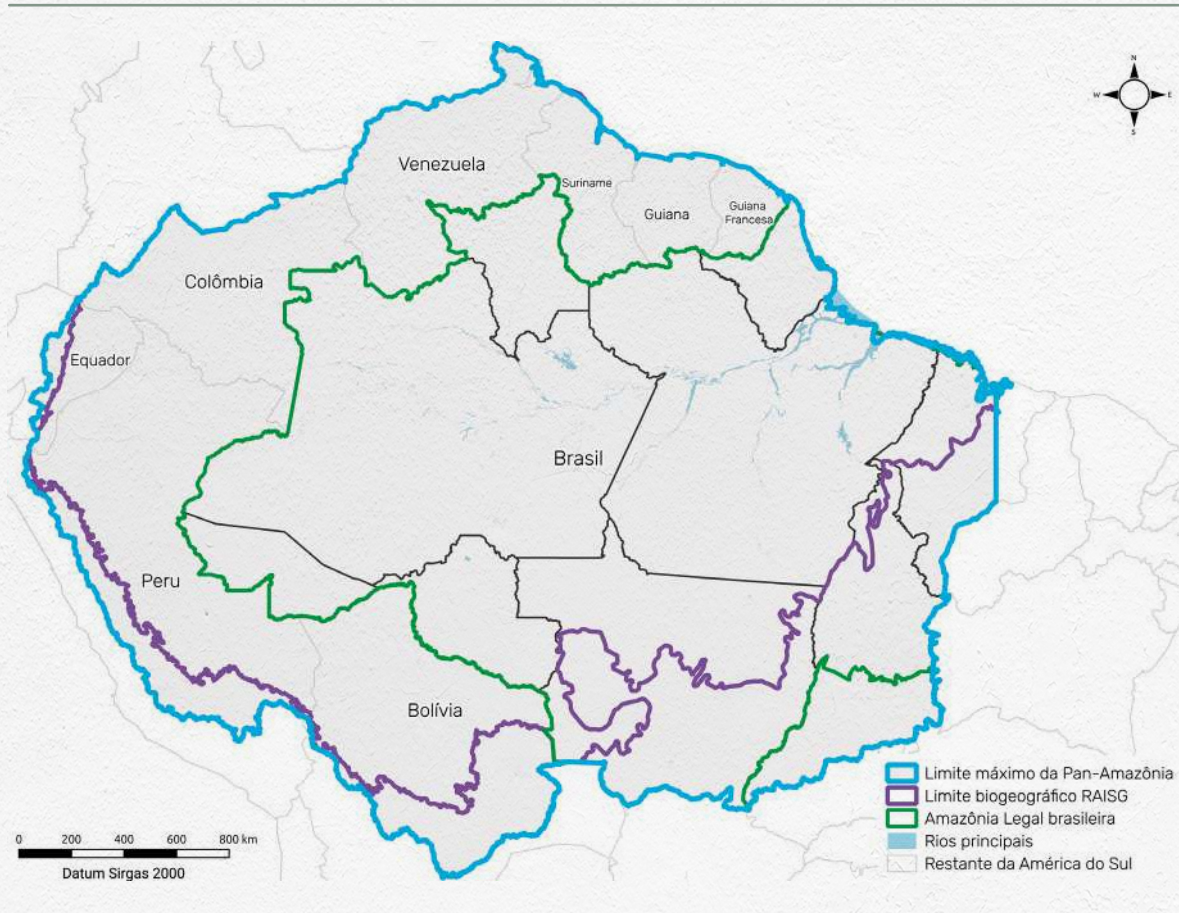 N
W
E
S
Venezuela
Suriname
Guiana
Guiana
Francesa
Colômbia
Equador
Brasil
Peru
Bolívia
Limite máximo da Pan-Amazônia
Limite biogeográfico RAISG
Amazônia Legal brasileira
Rios principais
Restante da América do Sul
0 200 400 600 800 km
Datum Sirgas 2000